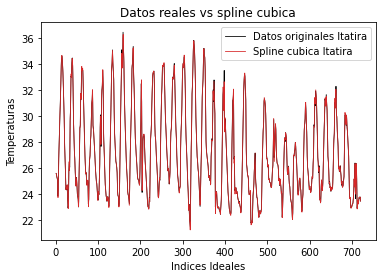 Datos reales vs spline cubica
Datos originales Itatira
Spline cubica Itatira
Temperaturas
36
34
32
30
28
26
24
22
0 100 200 300 400 500 600 700
Indices Ideales